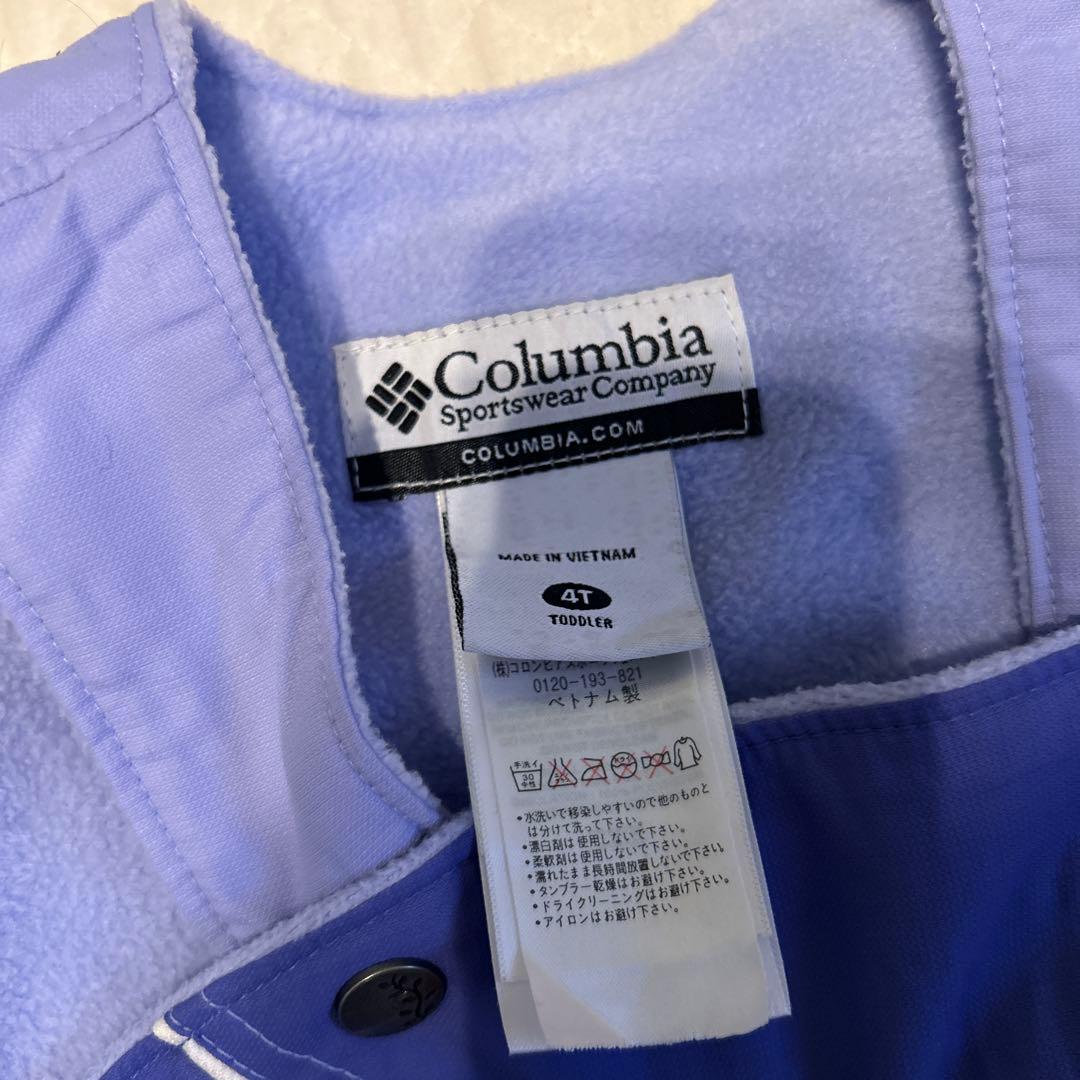 Columbia
Sportswear Company
COLUMBIA.COM
MADE IN VIETNAM
4T
TODDLER
0120-193-821
ベトナム製
手洗イ
30
中性
・水洗いで移染しやすいので他のものと
は分けて洗って下さい。
・漂白剤は使用しないで下さい。
・柔軟剤は使用しないで下さい。
・濡れたまま長時間放置しないで下さい。
・タンブラー乾燥はお避け下さい。
・ドライクリーニングはお避け下さい。
・アイロンはお避け下さい。